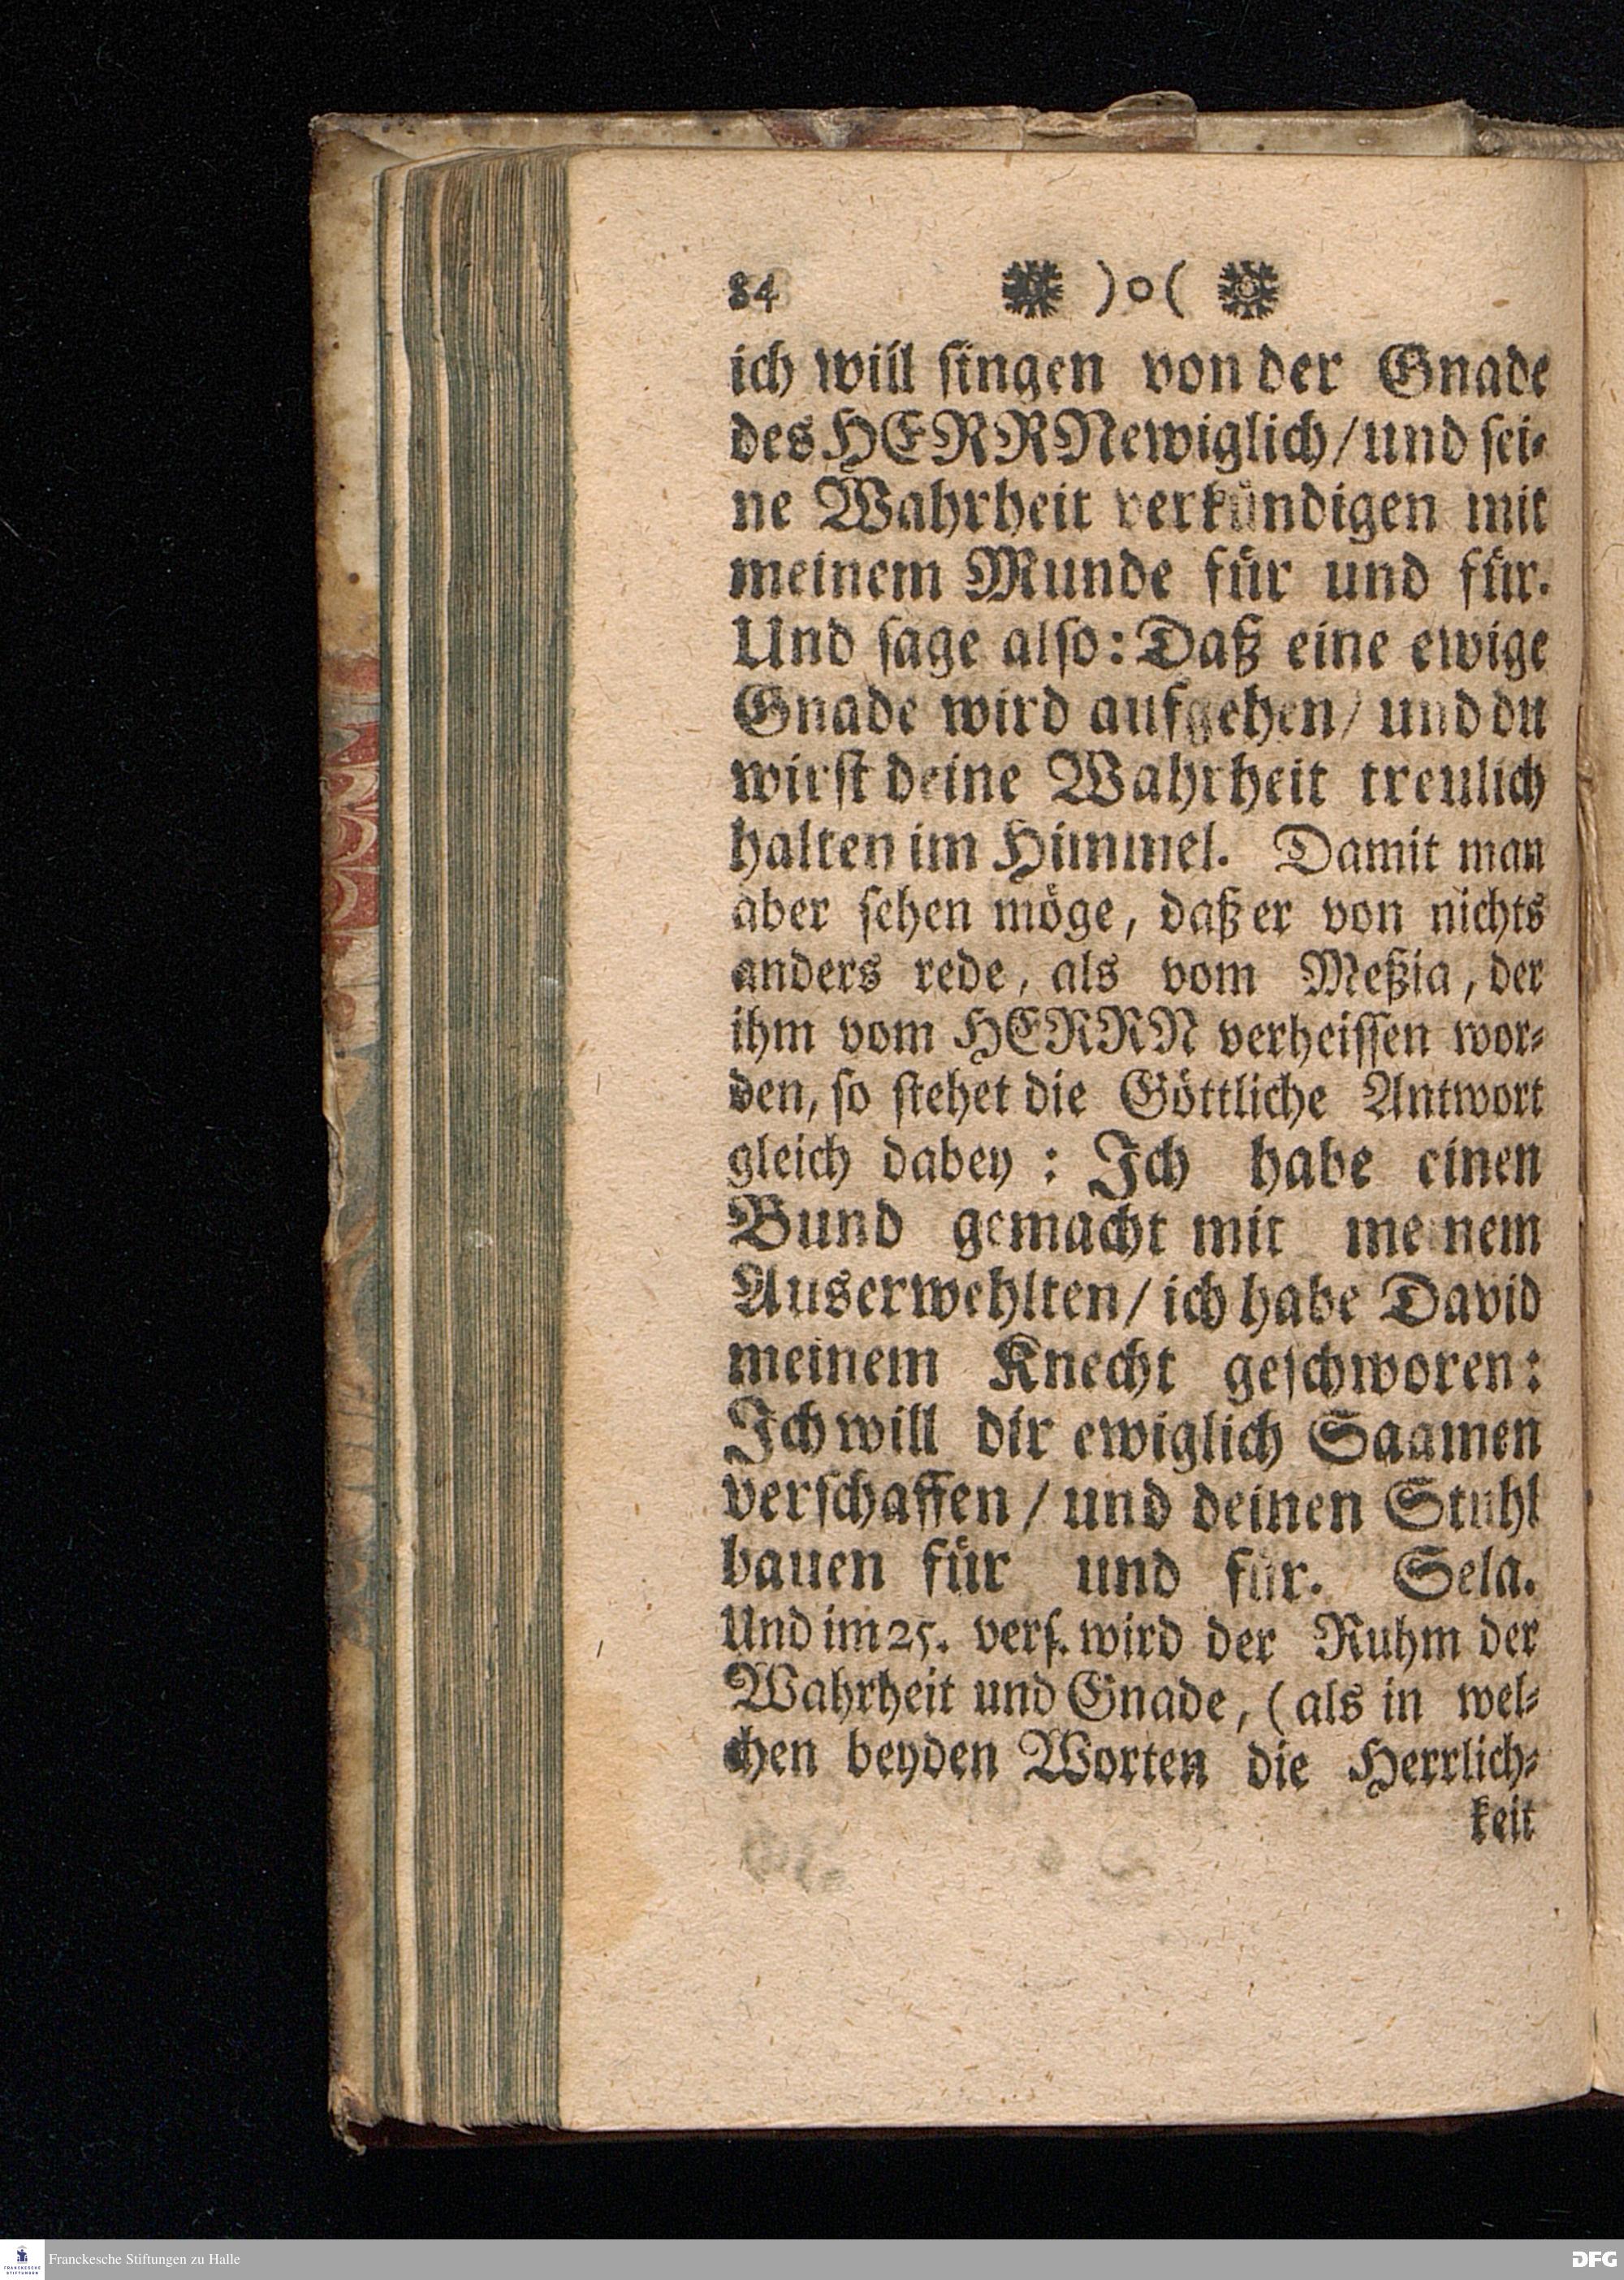 84 )o(
ich will ſingen von der Gnade
des HERRN ewiglich/und ſei⸗
ne Wahrheit verkündigen mit
meinem Munde für und für.
Und ſage alſo: Daß eine ewige
Gnade wird aufgehen/ und du
wirſt deine Wahrheit treulich
halten im Himmel. Damit man
aber ſehen möge, daß er von nichts
anders rede, als vom Meßia, der
ihm vom HERRN verheiſſen wor⸗
den, ſo ſtehet die Göttliche Antwort
gleich dabey : Ich habe einen
Bund gemacht mit meinem
Auserwehlten/ ich habe David
meinem Knecht geſchworen:
Ich will dir ewiglich Saamen
verſchaffen / und deinen Stuhl
bauen für und für. Sela.
Und im 25. verſ. wird der Ruhm der
Wahrheit und Gnade, (als in wel⸗
chen beyden Worten die Herrlich⸗
keit
Franckesche Stiftungen zu Halle
DFG